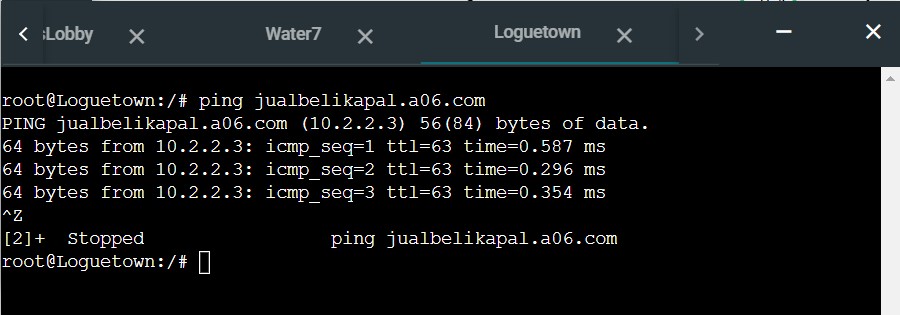 sLobby
Water7
Loguetown
root@Loguetown:/# ping jualbelikapal.a06.com
PING jualbelikapal.a06.com (10.2.2.3) 56(84) bytes of data.
64 bytes from 10.2.2.3: icmp_seq=1 ttl=63 time=0.587 ms
64 bytes from 10.2.2.3: icmp_seq=2 ttl=63 time=0.296 ms
64 bytes from 10.2.2.3: icmp_seq=3 ttl=63 time=0.354 ms
^Z
[2]+  Stopped                 ping jualbelikapal.a06.com
root@Loguetown:/#